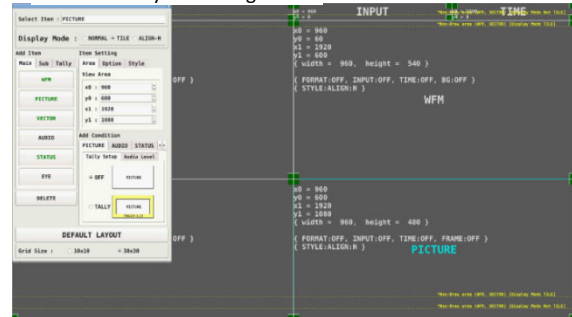 Select Item : PICTURE
Display Mode : NORMAL TILE ALIGN-H
Add Item
Main Sub Tally
WFM
PICTURE
VECTOR
AUDIO
STATUS
EYE
DELETE
Item Setting
Area Option Style
View Area
x0 : 960
y0 : 600
x1 : 1920
y1 : 1080
Add Condition
PICTURE AUDIO STATUS
Tally Setup Audio Level
OFF PICTURE
TALLY PICTURE
DEFAULT LAYOUT
Grid Size : 10x10 30x30
:OFF }
:OFF }
INPUT
TIME
x0 = 960
y0 = 60
x1 = 1920
y1 = 600
{ width = 960, height = 540 }
{ FORMAT:OFF, INPUT:OFF, TIME:OFF, BG:OFF }
{ STYLE:ALIGN:H }
WFM
x0 = 960
y0 = 600
x1 = 1920
y1 = 1080
{ width = 960, height = 480 }
{ FORMAT:OFF, INPUT:OFF, TIME:OFF, FRAME:OFF }
{ STYLE:ALIGN:H }
PICTURE